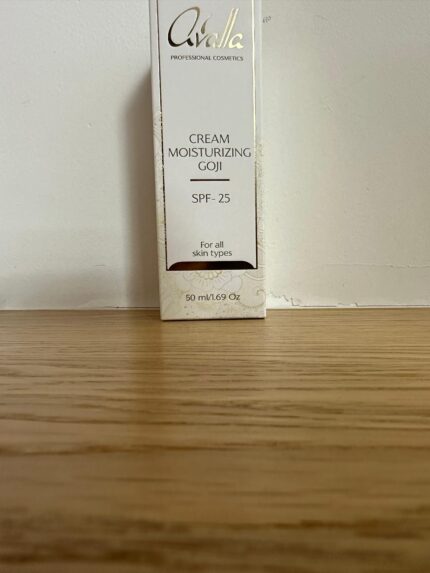 Avalla
PROFESSIONAL COSMETICS
CREAM
MOISTURIZING
GOJI
SPF- 25
For all
skin types
50 ml/1.69 Oz